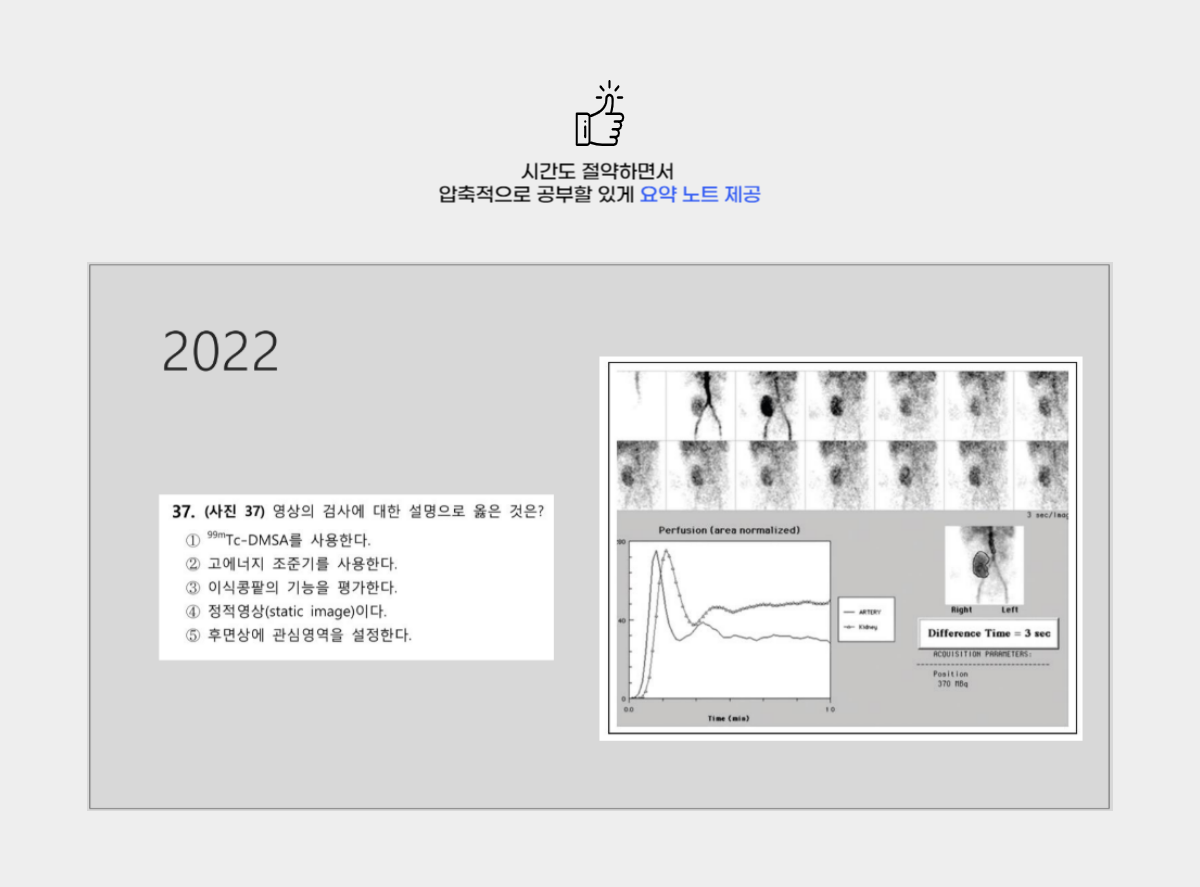 시간도 절약하면서
압축적으로 공부할 있게 요약 노트 제공
2022
37. (사진 37) 영상의 검사에 대한 설명으로 옳은 것은?
① ⁹⁹ᵐTc-DMSA를 사용한다.
② 고에너지 조준기를 사용한다.
③ 이식콩팥의 기능을 평가한다.
④ 정적영상(static image)이다.
⑤ 후면상에 관심영역을 설정한다.
3 sec/imag
Perfusion (area normalized)
40
0
0.0
Time (min)
ARTERY
Kidney
Right Left
Difference Time = 3 sec
ACQUISITION PARAMETERS:
Position
370 MBq